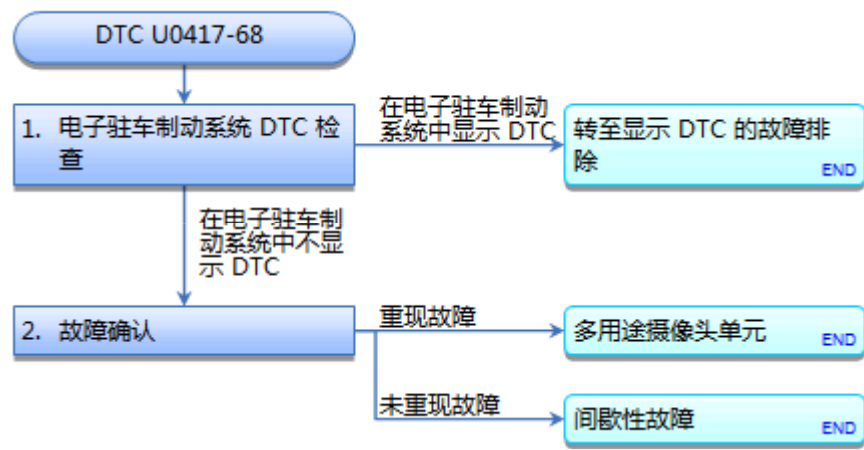 DTC U0417-68
1. 电子驻车制动系统 DTC 检
查
在电子驻车制动
系统中显示 DTC
转至显示 DTC 的故障排
除
END
在电子驻车制
动系统中不显
示 DTC
2. 故障确认
重现故障
多用途摄像头单元
END
未重现故障
间歇性故障
END